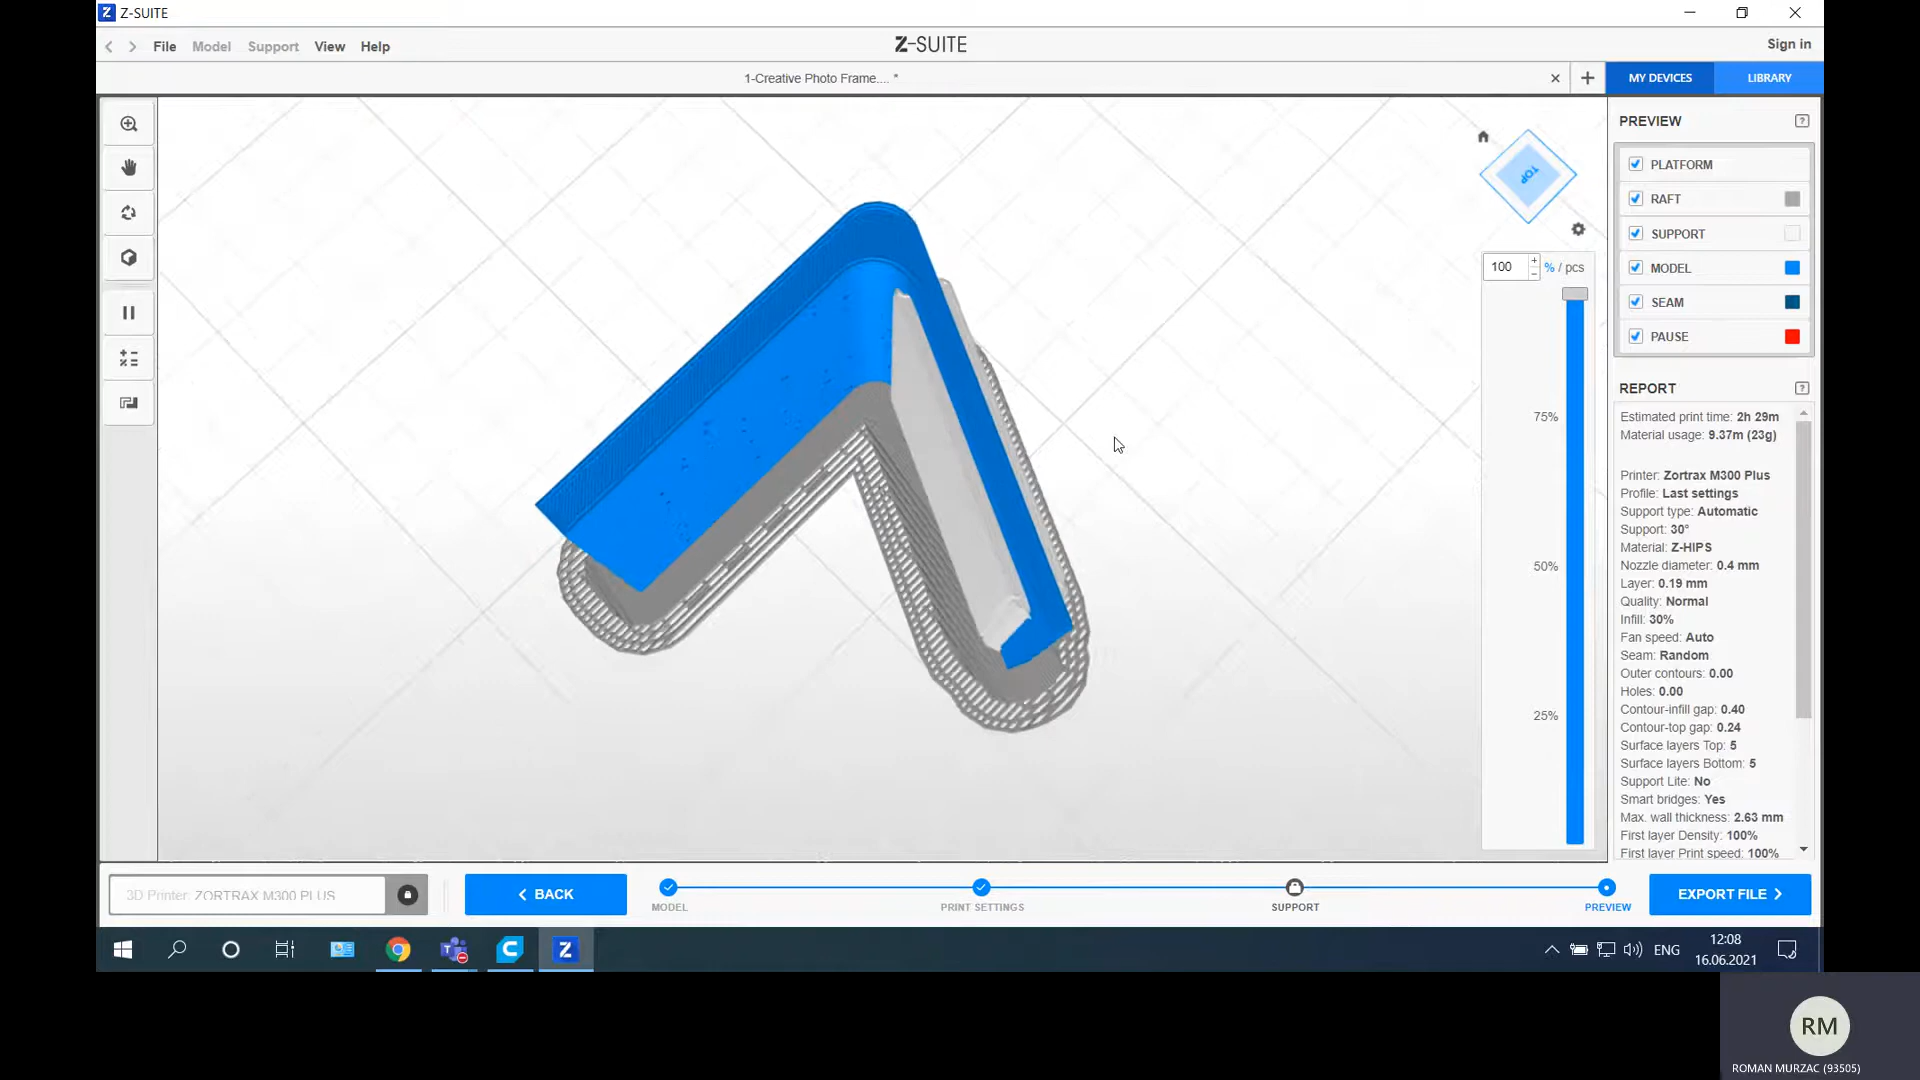 Z-SUITE
File Model Support View Help
Z-SUITE
Sign in
1-Creative Photo Frame.... *
MY DEVICES
LIBRARY
PREVIEW
PLATFORM
RAFT
SUPPORT
MODEL
SEAM
PAUSE
TOP
100 % / pcs
75%
50%
25%
REPORT
Estimated print time: 2h 29m
Material usage: 9.37m (23g)
Printer: Zortrax M300 Plus
Profile: Last settings
Support type: Automatic
Support: 30°
Material: Z-HIPS
Nozzle diameter: 0.4 mm
Layer: 0.19 mm
Quality: Normal
Infill: 30%
Fan speed: Auto
Seam: Random
Outer contours: 0.00
Holes: 0.00
Contour-infill gap: 0.40
Contour-top gap: 0.24
Surface layers Top: 5
Surface layers Bottom: 5
Support Lite: No
Smart bridges: Yes
Max. wall thickness: 2.63 mm
First layer Density: 100%
First layer Print speed: 100%
3D Printer: ZORTRAX M300 PLUS
BACK
MODEL
PRINT SETTINGS
SUPPORT
PREVIEW
EXPORT FILE
ENG
12:08
16.06.2021
RM
ROMAN MURZAC (93505)